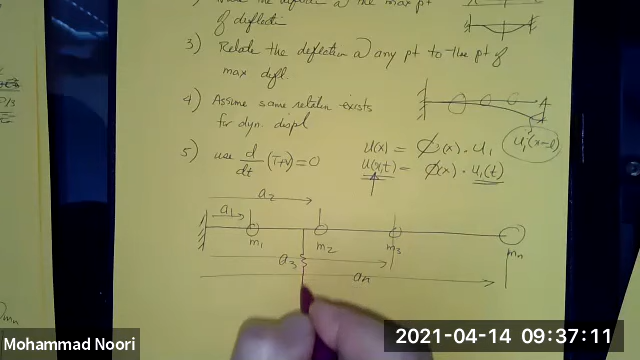 of deflection
3) Relate the deflection @ any pt to the pt of
max defl.
4) Assume same relation exists
for dyn. displ
u₁(x=l)
5) use d/dt (T+V) = 0
u(x) = ∅(x) · u₁
u(x,t) = ∅(x) · u₁(t)
a₂
a₁
m₁
m₂
m₃
mₙ
a₃
aₙ
Mohammad Noori
2021-04-14 09:37:11